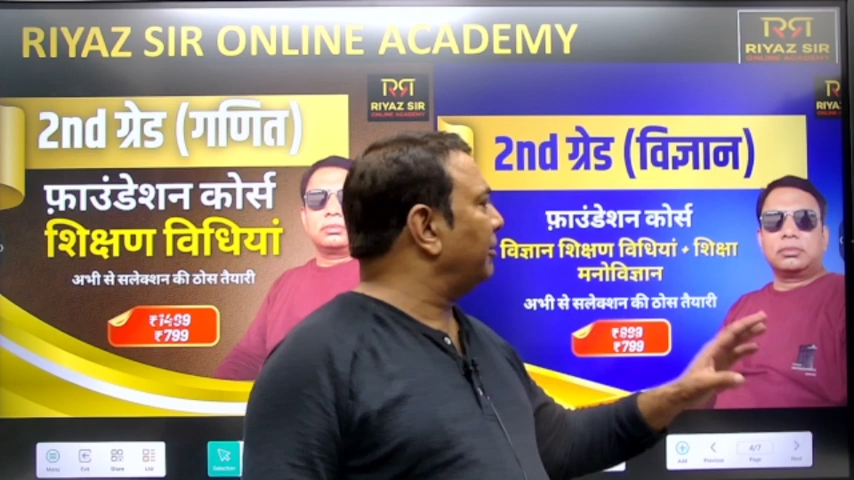 RIYAZ SIR ONLINE ACADEMY
RIYAZ SIR
ONLINE ACADEMY
RIYAZ SIR
ONLINE ACADEMY
2nd ग्रेड (गणित)
फ़ाउंडेशन कोर्स
शिक्षण विधियां
अभी से सलेक्शन की ठोस तैयारी
₹1499
₹799
RIYA
2nd ग्रेड (विज्ञान)
फ़ाउंडेशन कोर्स
विज्ञान शिक्षण विधियां + शिक्षा
मनोविज्ञान
अभी से सलेक्शन की ठोस तैयारी
₹899
₹799
Menu
Exit
Share
List
Selection
Add
Previous
4/7
Page
Next